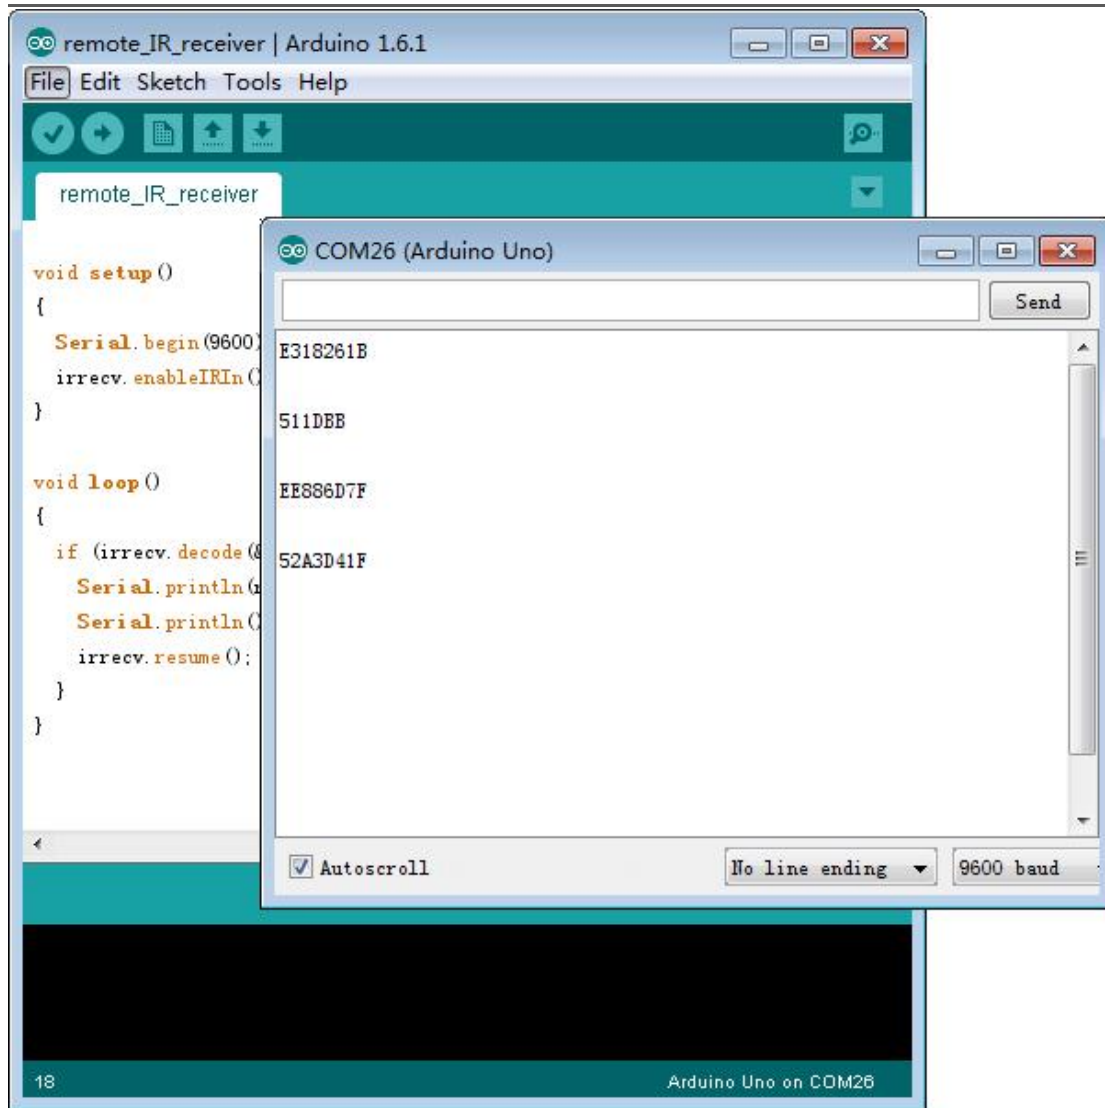 remote_IR_receiver | Arduino 1.6.1
File Edit Sketch Tools Help
remote_IR_receiver
void setup()
{
Serial.begin(9600)
irrecv.enableIRIn()
}
void loop()
{
if (irrecv.decode(&
Serial.println(
Serial.println()
irrecv.resume();
}
}
18
Arduino Uno on COM26
COM26 (Arduino Uno)
Send
E318261B
511DBB
EE886D7F
52A3D41F
Autoscroll
No line ending
9600 baud